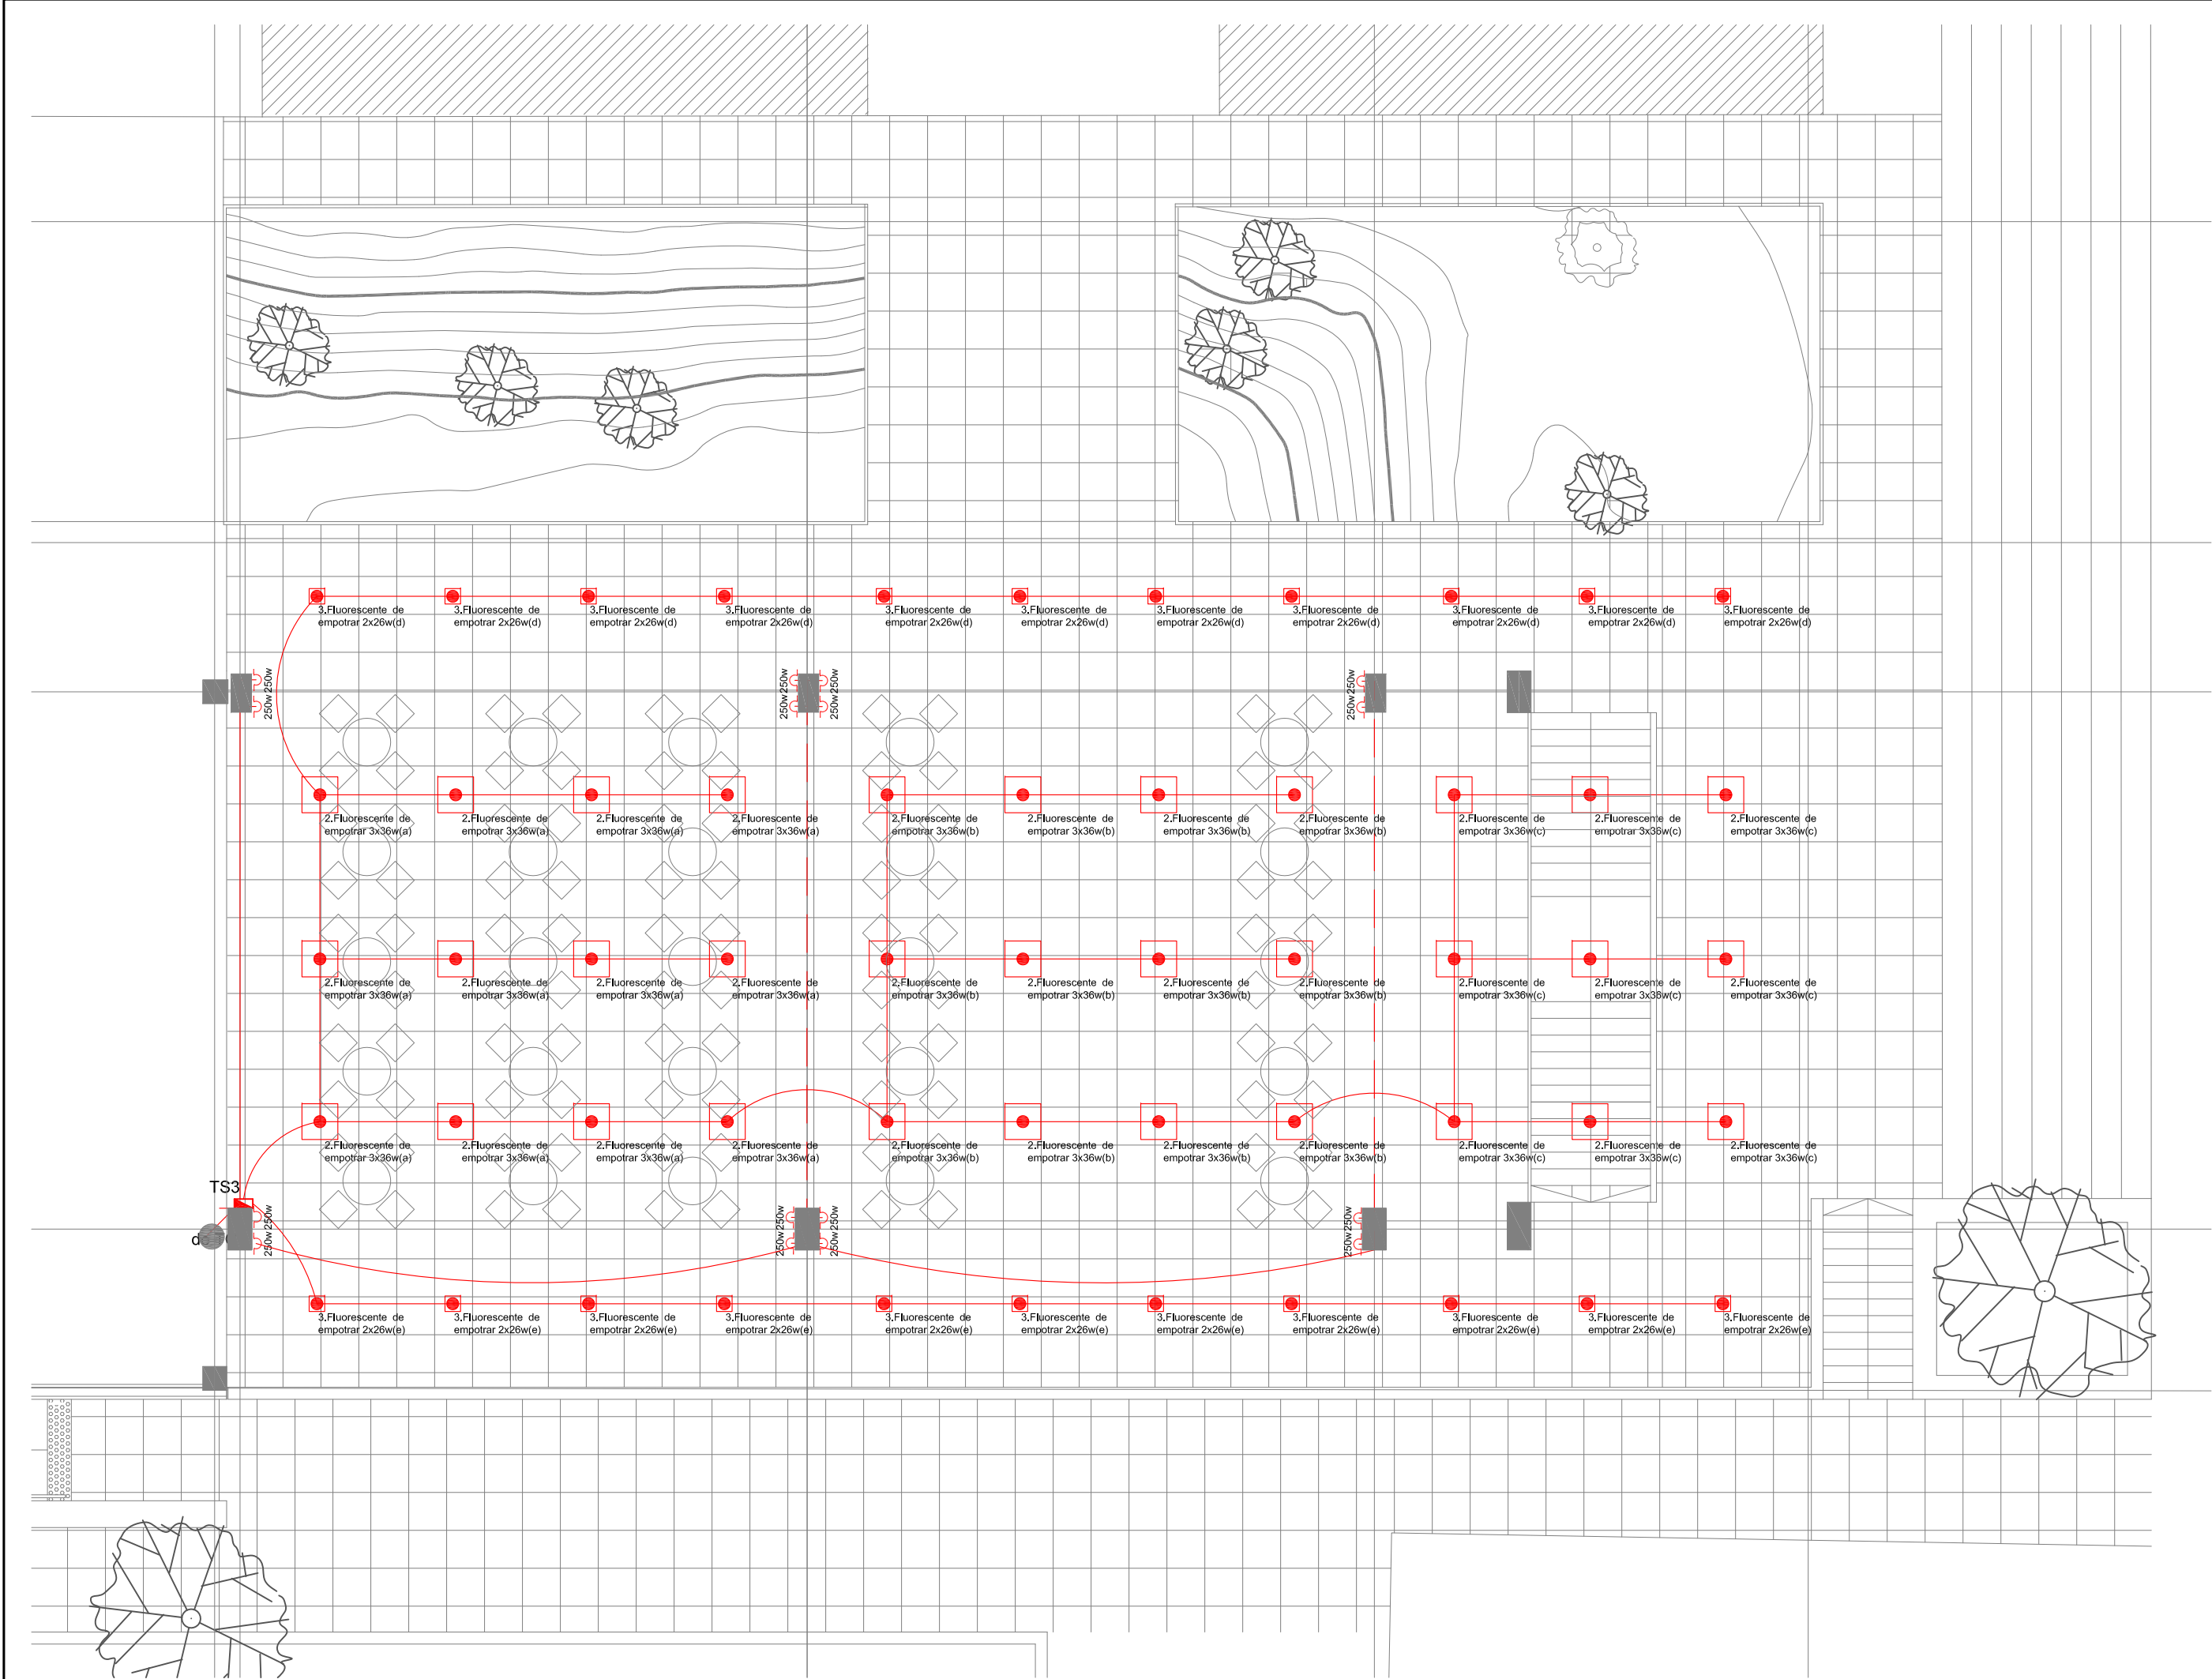 3.Fluorescente de
empotrar 2x26w(d)
3.Fluorescente de
empotrar 2x26w(d)
3.Fluorescente de
empotrar 2x26w(d)
3.Fluorescente de
empotrar 2x26w(d)
3.Fluorescente de
empotrar 2x26w(d)
3.Fluorescente de
empotrar 2x26w(d)
3.Fluorescente de
empotrar 2x26w(d)
3.Fluorescente de
empotrar 2x26w(d)
3.Fluorescente de
empotrar 2x26w(d)
3.Fluorescente de
empotrar 2x26w(d)
3.Fluorescente de
empotrar 2x26w(d)
250w 250w
250w 250w
250w 250w
250w 250w
2.Fluorescente de
empotrar 3x36w(a)
2.Fluorescente de
empotrar 3x36w(a)
2.Fluorescente de
empotrar 3x36w(a)
2.Fluorescente de
empotrar 3x36w(a)
2.Fluorescente de
empotrar 3x36w(b)
2.Fluorescente de
empotrar 3x36w(b)
2.Fluorescente de
empotrar 3x36w(b)
2.Fluorescente de
empotrar 3x36w(b)
2.Fluorescente de
empotrar 3x36w(c)
2.Fluorescente de
empotrar 3x36w(c)
2.Fluorescente de
empotrar 3x36w(c)
2.Fluorescente de
empotrar 3x36w(a)
2.Fluorescente de
empotrar 3x36w(a)
2.Fluorescente de
empotrar 3x36w(a)
2.Fluorescente de
empotrar 3x36w(a)
2.Fluorescente de
empotrar 3x36w(b)
2.Fluorescente de
empotrar 3x36w(b)
2.Fluorescente de
empotrar 3x36w(b)
2.Fluorescente de
empotrar 3x36w(b)
2.Fluorescente de
empotrar 3x36w(c)
2.Fluorescente de
empotrar 3x36w(c)
2.Fluorescente de
empotrar 3x36w(c)
2.Fluorescente de
empotrar 3x36w(a)
2.Fluorescente de
empotrar 3x36w(a)
2.Fluorescente de
empotrar 3x36w(a)
2.Fluorescente de
empotrar 3x36w(a)
2.Fluorescente de
empotrar 3x36w(b)
2.Fluorescente de
empotrar 3x36w(b)
2.Fluorescente de
empotrar 3x36w(b)
2.Fluorescente de
empotrar 3x36w(b)
2.Fluorescente de
empotrar 3x36w(c)
2.Fluorescente de
empotrar 3x36w(c)
2.Fluorescente de
empotrar 3x36w(c)
TS3
250w 250w
250w 250w
250w 250w
250w 250w
3.Fluorescente de
empotrar 2x26w(e)
3.Fluorescente de
empotrar 2x26w(e)
3.Fluorescente de
empotrar 2x26w(e)
3.Fluorescente de
empotrar 2x26w(e)
3.Fluorescente de
empotrar 2x26w(e)
3.Fluorescente de
empotrar 2x26w(e)
3.Fluorescente de
empotrar 2x26w(e)
3.Fluorescente de
empotrar 2x26w(e)
3.Fluorescente de
empotrar 2x26w(e)
3.Fluorescente de
empotrar 2x26w(e)
3.Fluorescente de
empotrar 2x26w(e)